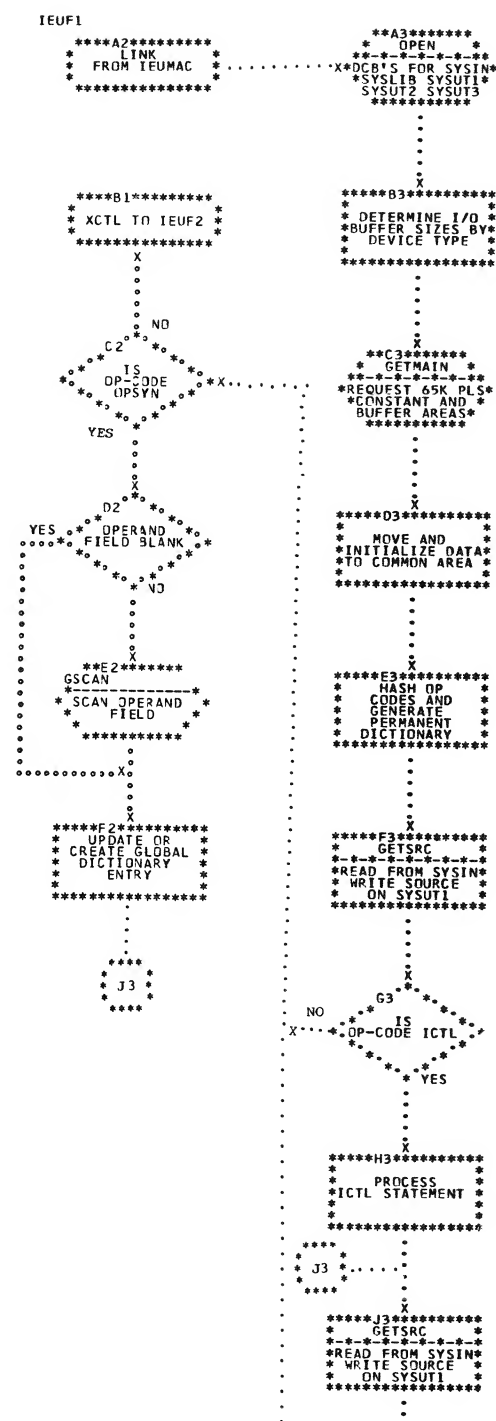 IEUF1
****A2*********
LINK
FROM IEUMAC
**A3*******
OPEN
*DCB'S FOR SYSIN*
*SYSLIB SYSUT1*
SYSUT2 SYSUT3
****B1**********
XCTL TO IEUF2
*****B3**********
DETERMINE I/O
*BUFFER SIZES BY*
DEVICE TYPE
NO
C2
IS
OP-CODE
OPSYN
YES
**C3*******
GETMAIN
*REQUEST 65K PLS*
*CONSTANT AND*
BUFFER AREAS
D2
YES
OPERAND
FIELD BLANK
NO
*****D3**********
MOVE AND
*INITIALIZE DATA*
TO COMMON AREA
**E2*******
GSCAN
SCAN OPERAND
FIELD
*****E3**********
HASH OP
CODES AND
GENERATE
PERMANENT
DICTIONARY
*****F2**********
UPDATE OR
CREATE GLOBAL
DICTIONARY
ENTRY
*****F3**********
GETSRC
*READ FROM SYSIN*
WRITE SOURCE
ON SYSUT1
J3
G3
NO
IS
OP-CODE ICTL
YES
*****H3**********
PROCESS
*ICTL STATEMENT*
J3
*****J3**********
GETSRC
*READ FROM SYSIN*
WRITE SOURCE
ON SYSUT1